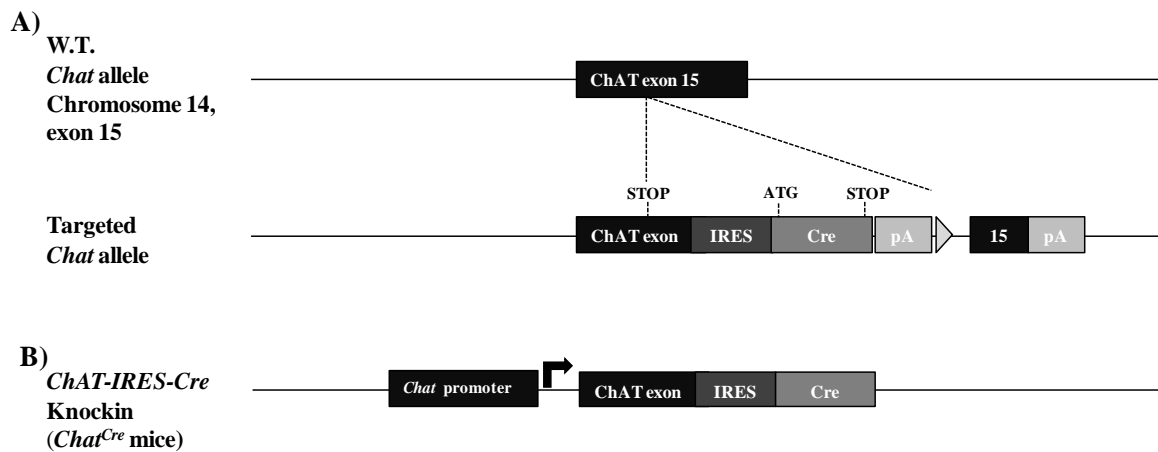 A)
W.T.
Chat allele
Chromosome 14,
exon 15
ChAT exon 15
STOP
ATG
STOP
Targeted
Chat allele
ChAT exon
IRES
Cre
pA
15
pA
B)
ChAT-IRES-Cre
Knockin
(ChatCre mice)
Chat promoter
ChAT exon
IRES
Cre